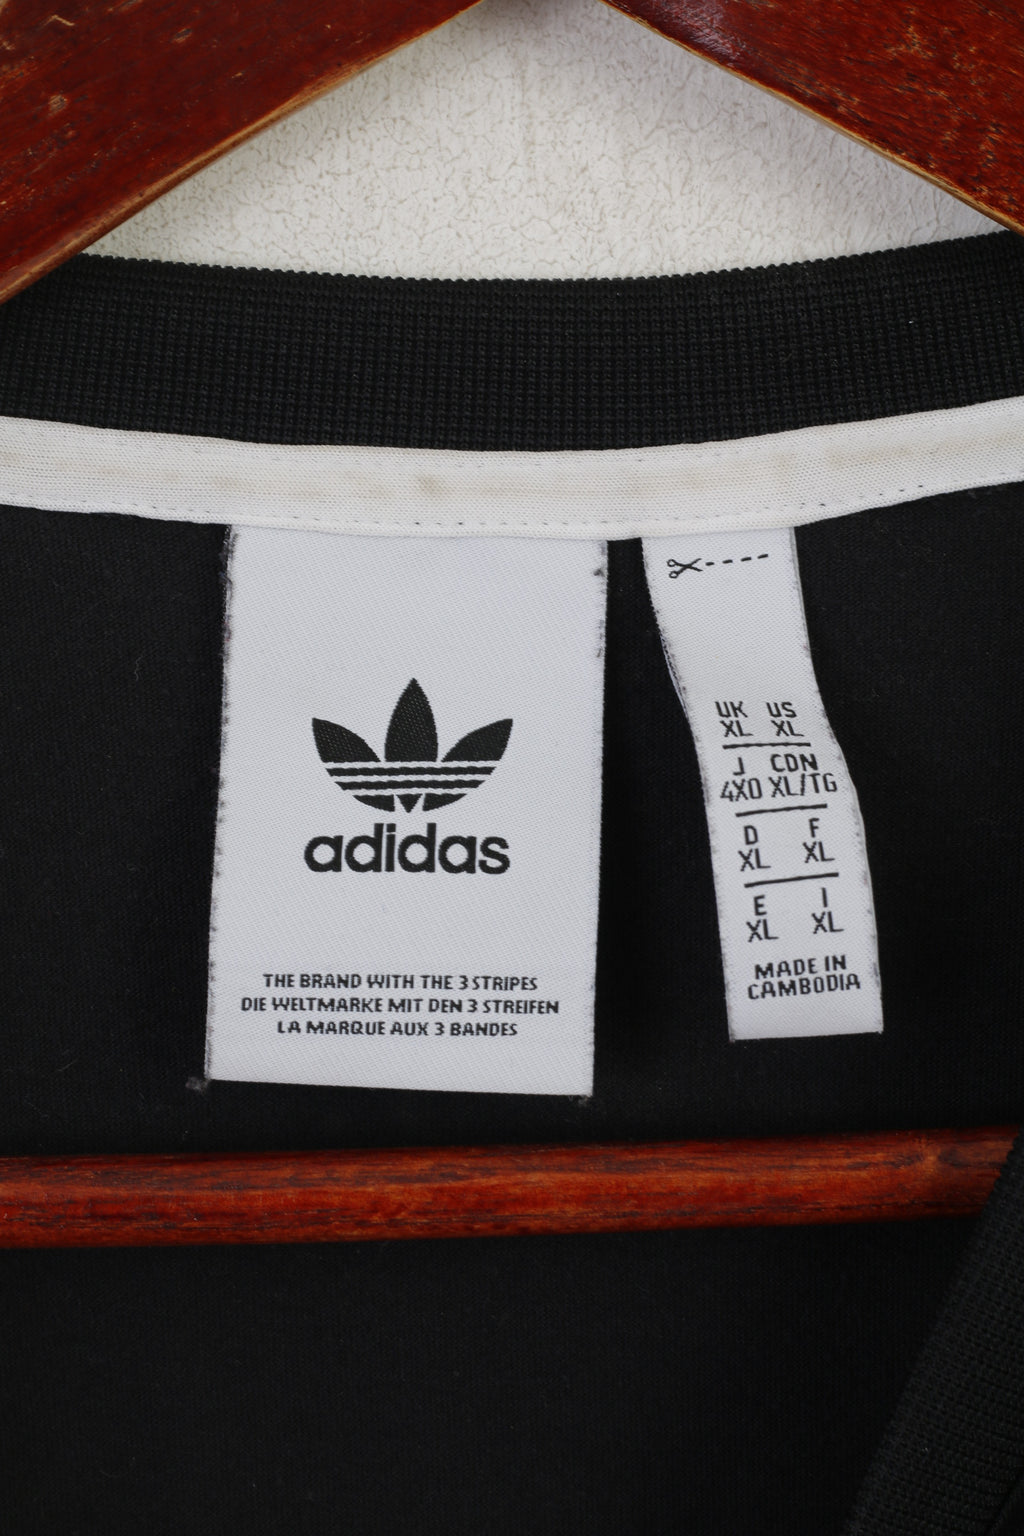 adidas
THE BRAND WITH THE 3 STRIPES
DIE WELTMARKE MIT DEN 3 STREIFEN
LA MARQUE AUX 3 BANDES
UK US
XL XL
J CDN
4XO XL/TG
D F
XL XL
E I
XL XL
MADE IN
CAMBODIA